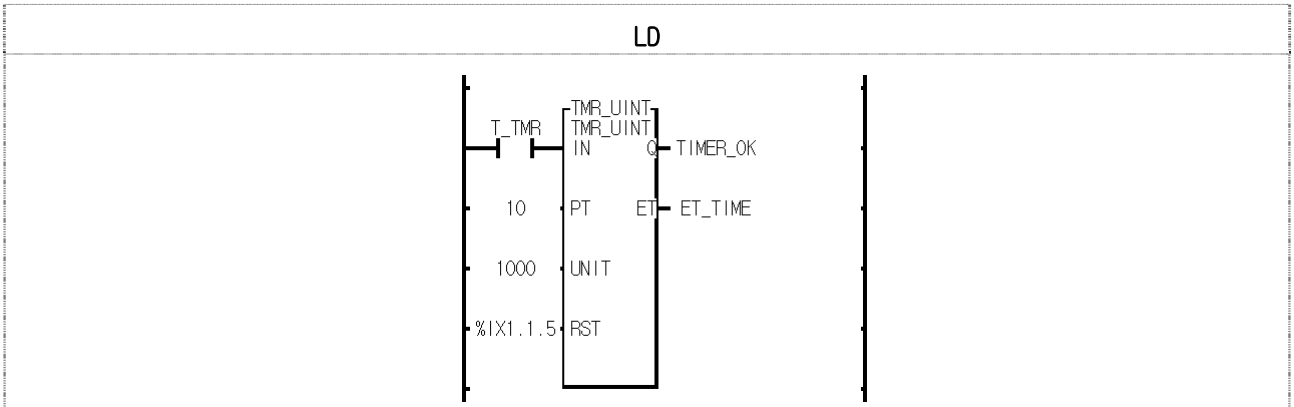 LD
TMR_UINT
T_TMR TMR_UINT
IN Q TIMER_OK
10 PT ET ET_TIME
1000 UNIT
%IX1.1.5 RST